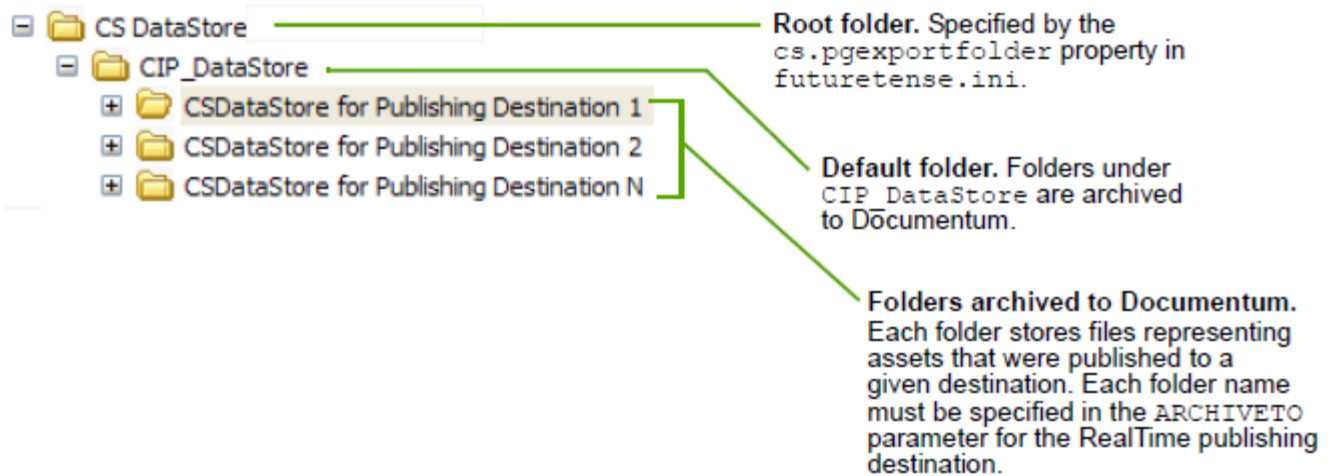 CS DataStore
CIP_DataStore
CSDataStore for Publishing Destination 1
CSDataStore for Publishing Destination 2
CSDataStore for Publishing Destination N
Root folder. Specified by the
cs.pgexportfolder property in
futuretense.ini.
Default folder. Folders under
CIP_DataStore are archived
to Documentum.
Folders archived to Documentum.
Each folder stores files representing
assets that were published to a
given destination. Each folder name
must be specified in the ARCHIVETO
parameter for the RealTime publishing
destination.